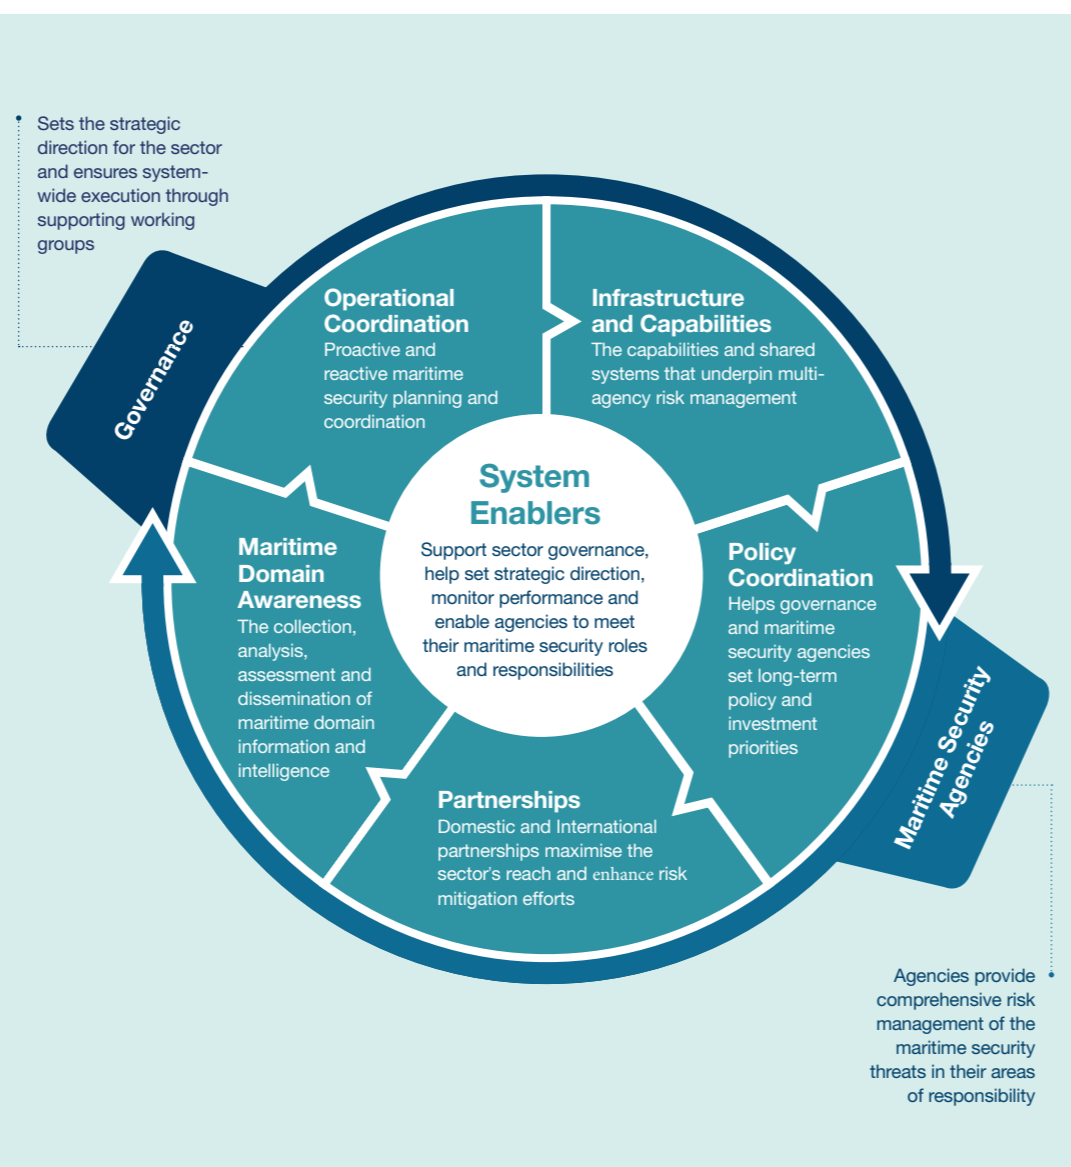 Sets the strategic
direction for the sector
and ensures system-
wide execution through
supporting working
groups
Governance
Operational
Coordination
Proactive and
reactive maritime
security planning and
coordination
Infrastructure
and Capabilities
The capabilities and shared
systems that underpin multi-
agency risk management
System
Enablers
Support sector governance,
help set strategic direction,
monitor performance and
enable agencies to meet
their maritime security roles
and responsibilities
Maritime
Domain
Awareness
The collection,
analysis,
assessment and
dissemination of
maritime domain
information and
intelligence
Policy
Coordination
Helps governance
and maritime
security agencies
set long-term
policy and
investment
priorities
Partnerships
Domestic and International
partnerships maximise the
sector's reach and enhance risk
mitigation efforts
Maritime Security
Agencies
Agencies provide
comprehensive risk
management of the
maritime security
threats in their areas
of responsibility